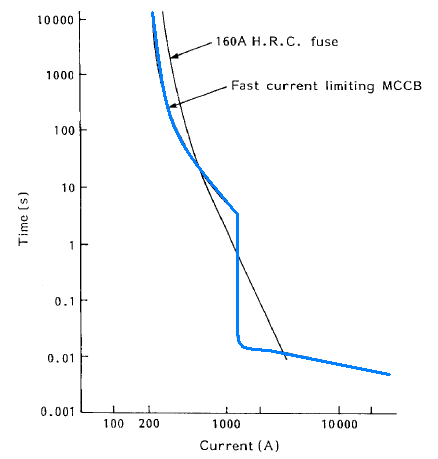 10000
160A H.R.C. fuse
1000
Fast current limiting MCCB
100
10
Time (s)
1
0.1
0.01
0.001
100 200 1000 10000
Current (A)